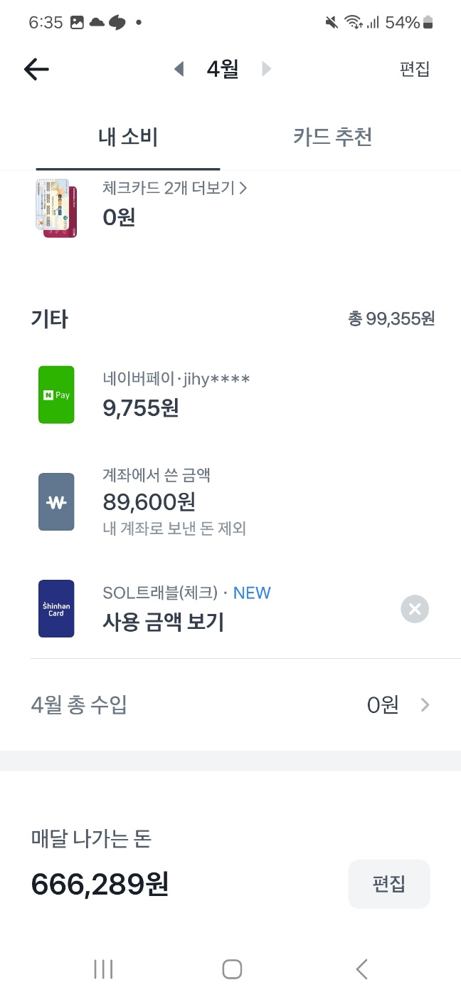 6:35
54%
4월
편집
내 소비
카드 추천
체크카드 2개 더보기
0원
기타
총 99,355원
N Pay
네이버페이·jihy****
9,755원
W
계좌에서 쓴 금액
89,600원
내 계좌로 보낸 돈 제외
Shinhan
Card
SOL트래블(체크) · NEW
사용 금액 보기
4월 총 수입
0원
매달 나가는 돈
666,289원
편집